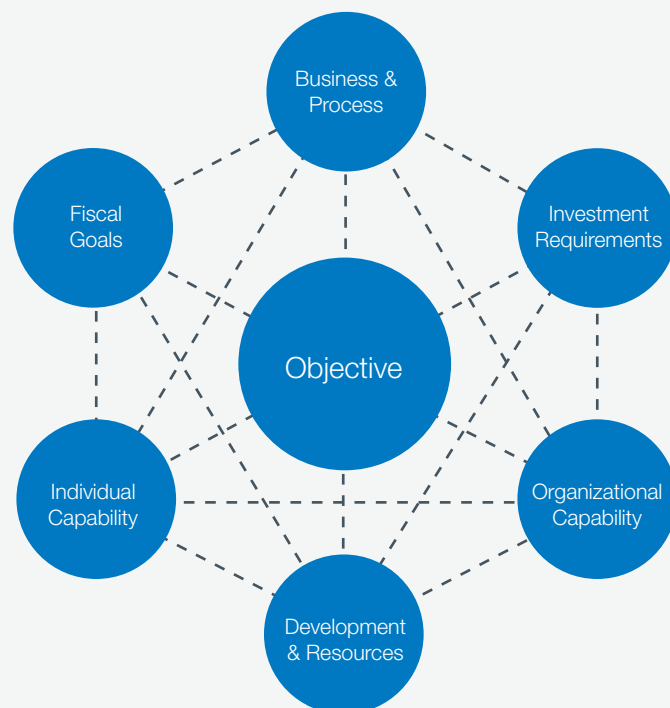 Business &
Process
Fiscal
Goals
Investment
Requirements
Objective
Individual
Capability
Organizational
Capability
Development
& Resources